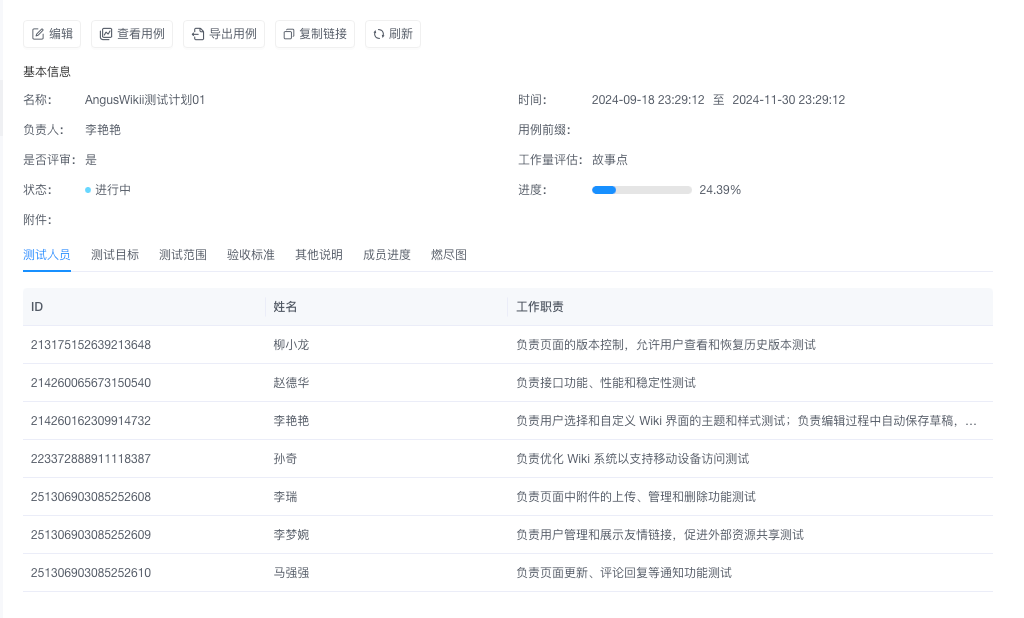 编辑 查看用例 导出用例 复制链接 刷新
基本信息
名称： AngusWikii测试计划01 时间： 2024-09-18 23:29:12 至 2024-11-30 23:29:12
负责人： 李艳艳 用例前缀：
是否评审： 是 工作量评估： 故事点
状态： 进行中 进度： 24.39%
附件：
测试人员 测试目标 测试范围 验收标准 其他说明 成员进度 燃尽图
ID 姓名 工作职责
213175152639213648 柳小龙 负责页面的版本控制，允许用户查看和恢复历史版本测试
214260065673150540 赵德华 负责接口功能、性能和稳定性测试
214260162309914732 李艳艳 负责用户选择和自定义 Wiki 界面的主题和样式测试；负责编辑过程中自动保存草稿，...
223372888911118387 孙奇 负责优化 Wiki 系统以支持移动设备访问测试
251306903085252608 李瑞 负责页面中附件的上传、管理和删除功能测试
251306903085252609 李梦婉 负责用户管理和展示友情链接，促进外部资源共享测试
251306903085252610 马强强 负责页面更新、评论回复等通知功能测试